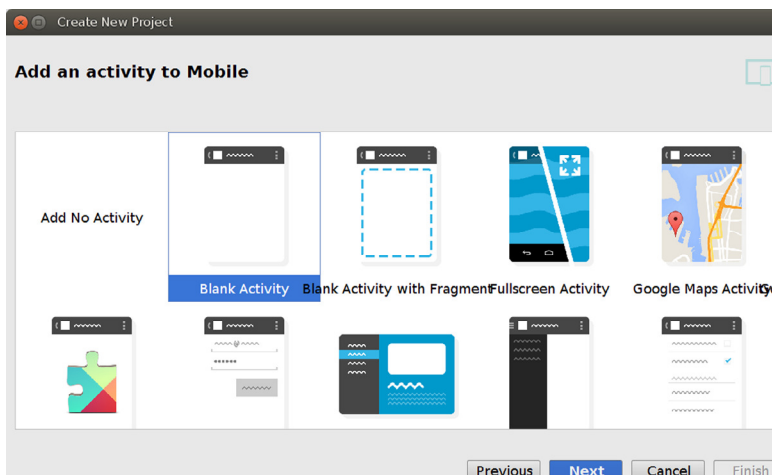 Create New Project
Add an activity to Mobile
Add No Activity
Blank Activity
Blank Activity with Fragment
Fullscreen Activity
Google Maps Activity
Previous
Next
Cancel
Finish